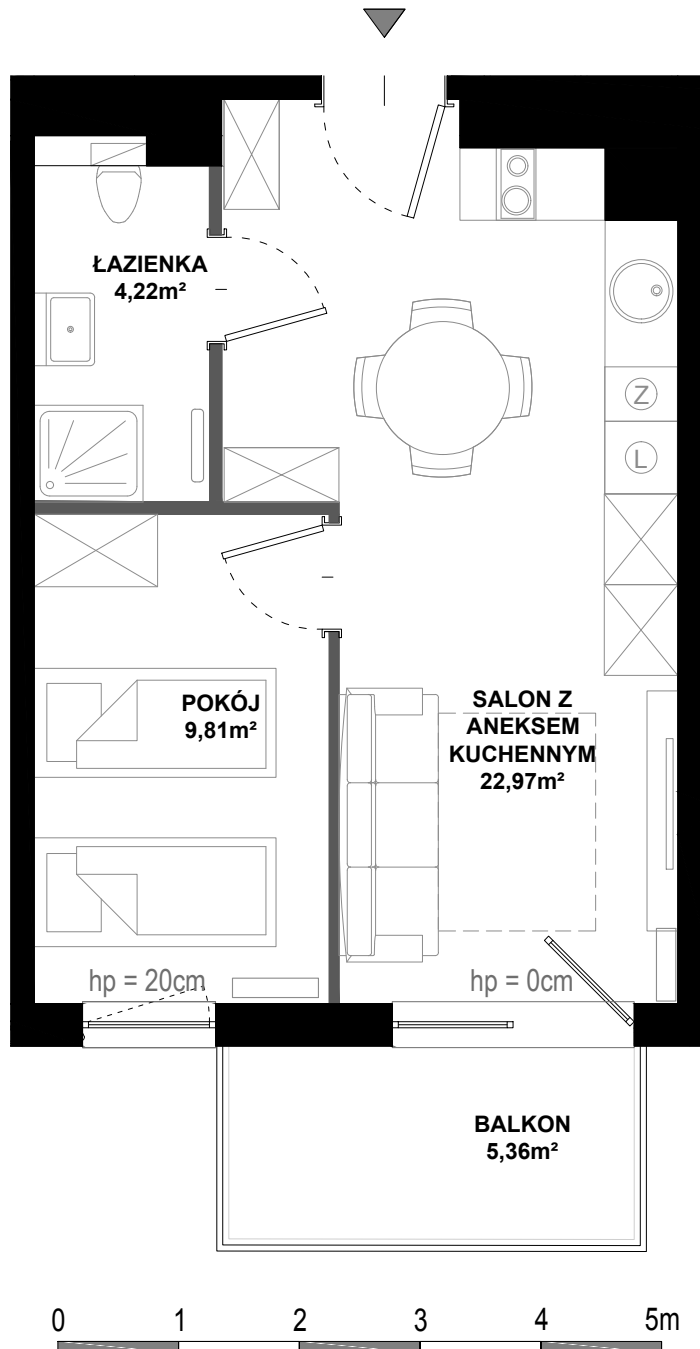 ŁAZIENKA
4,22m²
Z
L
POKÓJ
9,81m²
SALON Z
ANEKSEM
KUCHENNYM
22,97m²
hp = 20cm
hp = 0cm
BALKON
5,36m²
0 1 2 3 4 5m